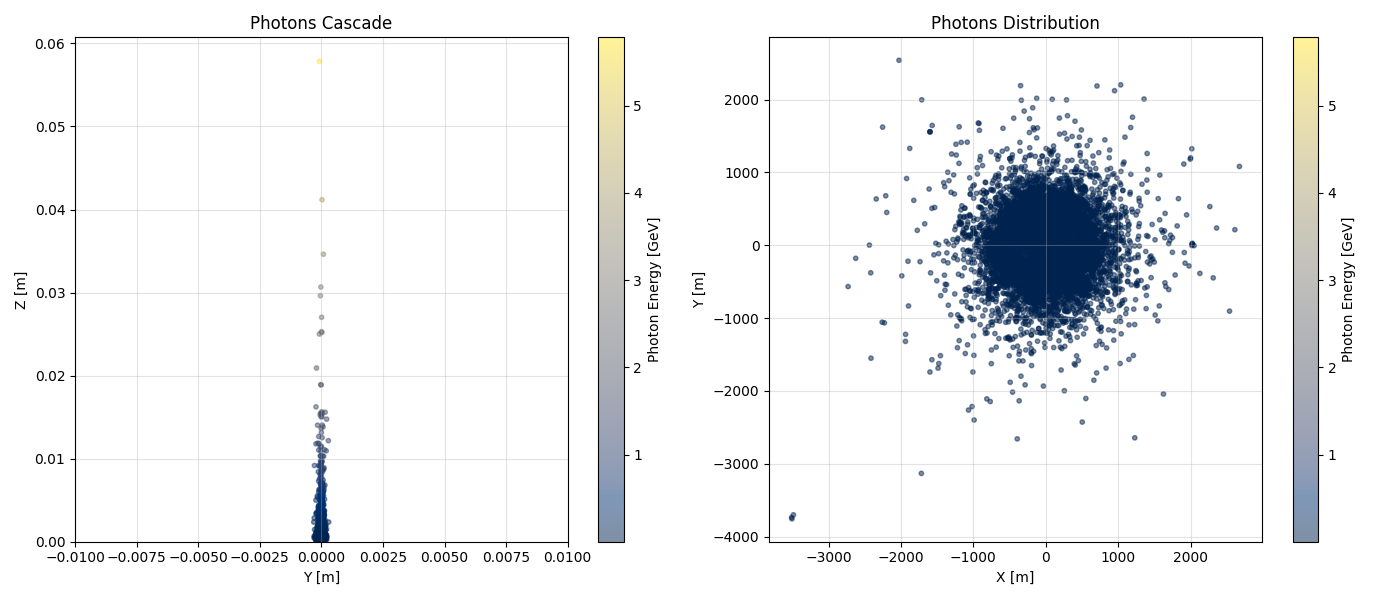 Photons Cascade
0.06
0.05
0.04
0.03
0.02
0.01
0.00
Z [m]
−0.0100 −0.0075 −0.0050 −0.0025 0.0000 0.0025 0.0050 0.0075 0.0100
Y [m]
5
4
3
2
1
Photon Energy [GeV]
Photons Distribution
2000
1000
0
−1000
−2000
−3000
−4000
Y [m]
−3000 −2000 −1000 0 1000 2000
X [m]
5
4
3
2
1
Photon Energy [GeV]